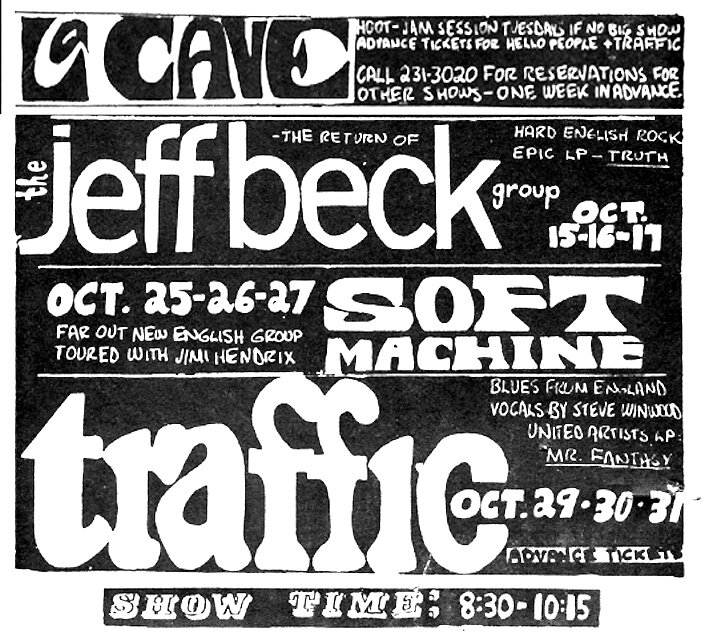 La CAVE
HOOT-JAM SESSION TUESDAYS IF NO BIG SHOW
ADVANCE TICKETS FOR HELLO PEOPLE + TRAFFIC
CALL 231-3020 FOR RESERVATIONS FOR
OTHER SHOWS - ONE WEEK IN ADVANCE.
-THE RETURN OF
the jeff beck group
HARD ENGLISH ROCK
EPIC LP - TRUTH
OCT.
15-16-17
OCT. 25-26-27
FAR OUT NEW ENGLISH GROUP
TOURED WITH JIMI HENDRIX
SOFT
MACHINE
traffic
BLUES FROM ENGLAND
VOCALS BY STEVE WINWOOD
UNITED ARTISTS LP:
MR. FANTASY
OCT. 29·30·31
ADVANCE TICKETS
SHOW TIME: 8:30-10:15